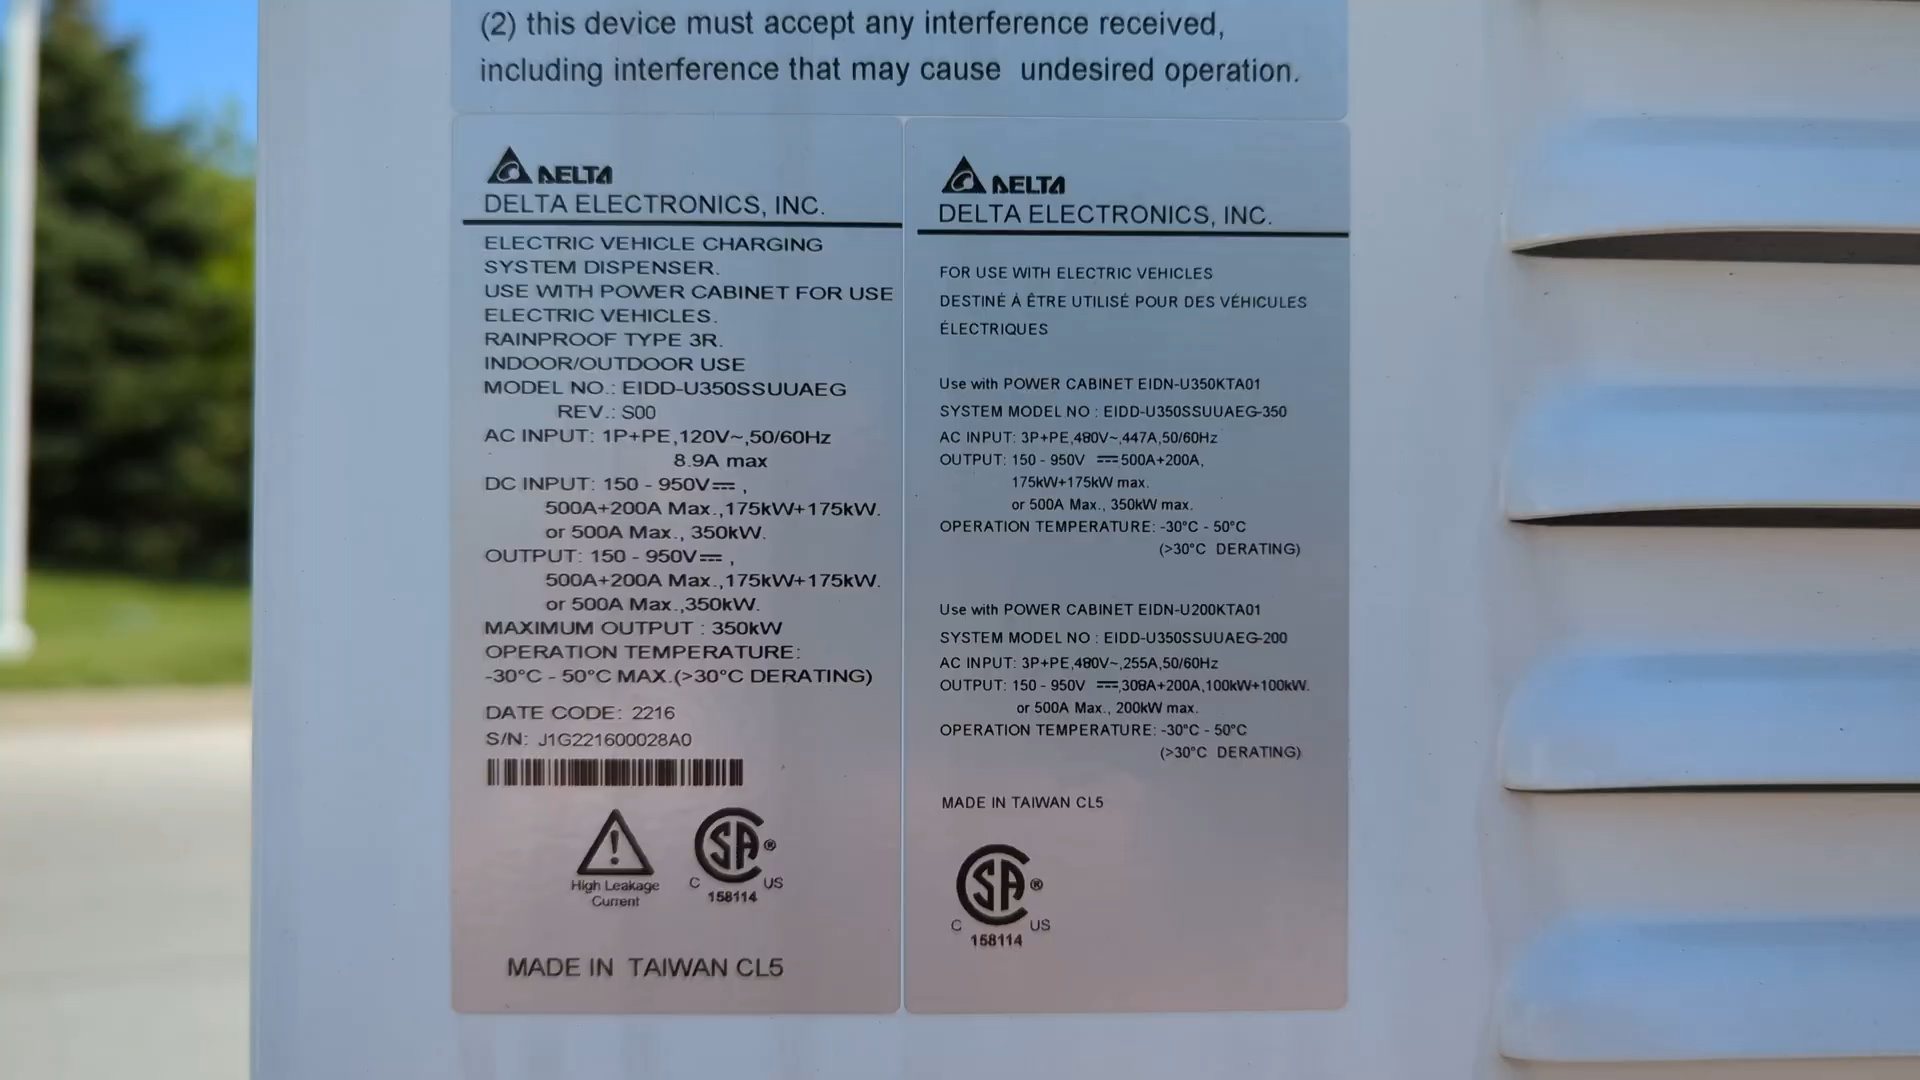 (2) this device must accept any interference received,
including interference that may cause undesired operation.
DELTA
DELTA ELECTRONICS, INC.
ELECTRIC VEHICLE CHARGING
SYSTEM DISPENSER.
USE WITH POWER CABINET FOR USE
ELECTRIC VEHICLES.
RAINPROOF TYPE 3R.
INDOOR/OUTDOOR USE
MODEL NO.: EIDD-U350SSUUAEG
REV.: S00
AC INPUT: 1P+PE,120V~,50/60Hz
8.9A max
DC INPUT: 150 - 950V⎓,
500A+200A Max.,175kW+175kW.
or 500A Max., 350kW.
OUTPUT: 150 - 950V⎓,
500A+200A Max.,175kW+175kW.
or 500A Max.,350kW.
MAXIMUM OUTPUT : 350kW
OPERATION TEMPERATURE:
-30°C - 50°C MAX.(>30°C DERATING)
DATE CODE: 2216
S/N: J1G221600028A0
High Leakage
Current
SA®
C US
158114
MADE IN TAIWAN CL5
DELTA
DELTA ELECTRONICS, INC.
FOR USE WITH ELECTRIC VEHICLES
DESTINÉ À ÊTRE UTILISÉ POUR DES VÉHICULES
ÉLECTRIQUES
Use with POWER CABINET EIDN-U350KTA01
SYSTEM MODEL NO : EIDD-U350SSUUAEG-350
AC INPUT: 3P+PE,480V~,447A,50/60Hz
OUTPUT: 150 - 950V ⎓500A+200A,
175kW+175kW max.
or 500A Max., 350kW max.
OPERATION TEMPERATURE: -30°C - 50°C
(>30°C DERATING)
Use with POWER CABINET EIDN-U200KTA01
SYSTEM MODEL NO : EIDD-U350SSUUAEG-200
AC INPUT: 3P+PE,480V~,255A,50/60Hz
OUTPUT: 150 - 950V ⎓,308A+200A,100kW+100kW.
or 500A Max., 200kW max.
OPERATION TEMPERATURE: -30°C - 50°C
(>30°C DERATING)
MADE IN TAIWAN CL5
SA®
C US
158114